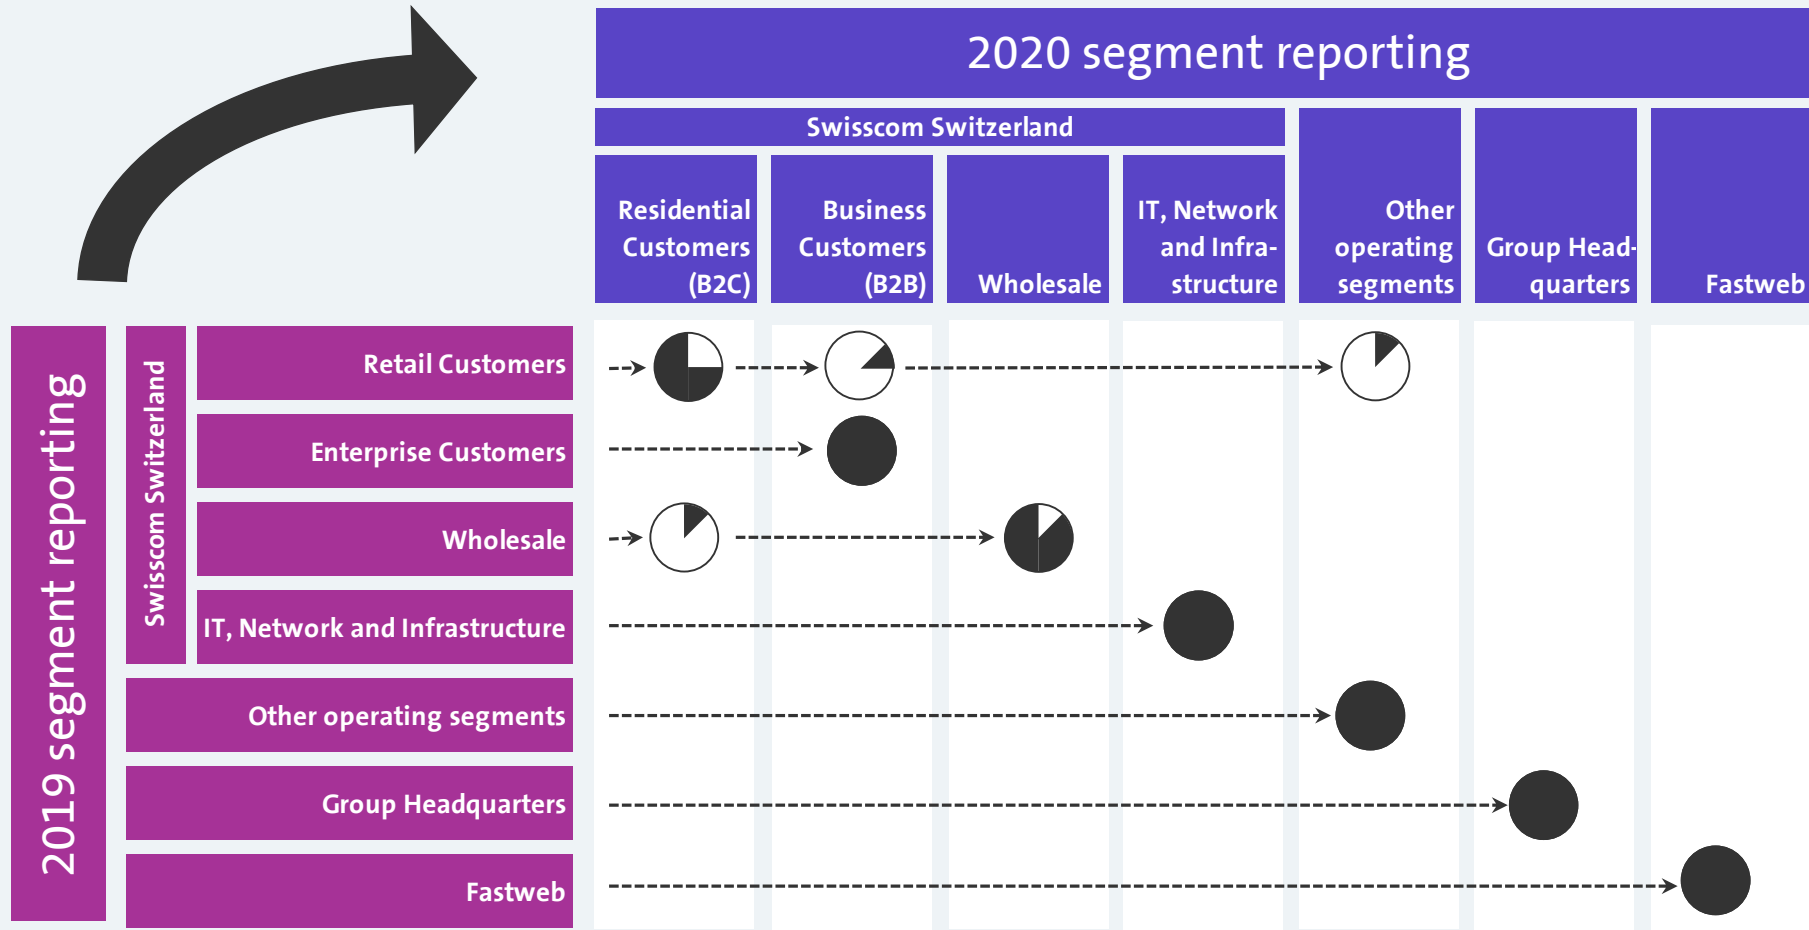 2020 segment reporting
Swisscom Switzerland
Residential
Customers
(B2C)
Business
Customers
(B2B)
Wholesale
IT, Network
and Infra-
structure
Other
operating
segments
Group Head-
quarters
Fastweb
2019 segment reporting
Swisscom Switzerland
Retail Customers
Enterprise Customers
Wholesale
IT, Network and Infrastructure
Other operating segments
Group Headquarters
Fastweb